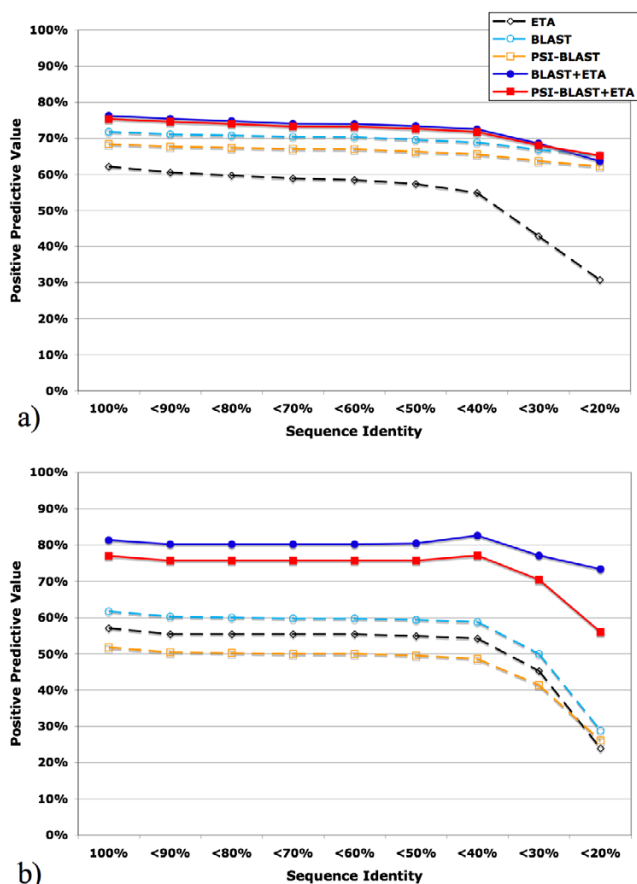 ETA
BLAST
PSI-BLAST
BLAST+ETA
PSI-BLAST+ETA
Positive Predictive Value
100%
90%
80%
70%
60%
50%
40%
30%
20%
10%
0%
100% <90% <80% <70% <60% <50% <40% <30% <20%
Sequence Identity
a)
Positive Predictive Value
100%
90%
80%
70%
60%
50%
40%
30%
20%
10%
0%
100% <90% <80% <70% <60% <50% <40% <30% <20%
Sequence Identity
b)